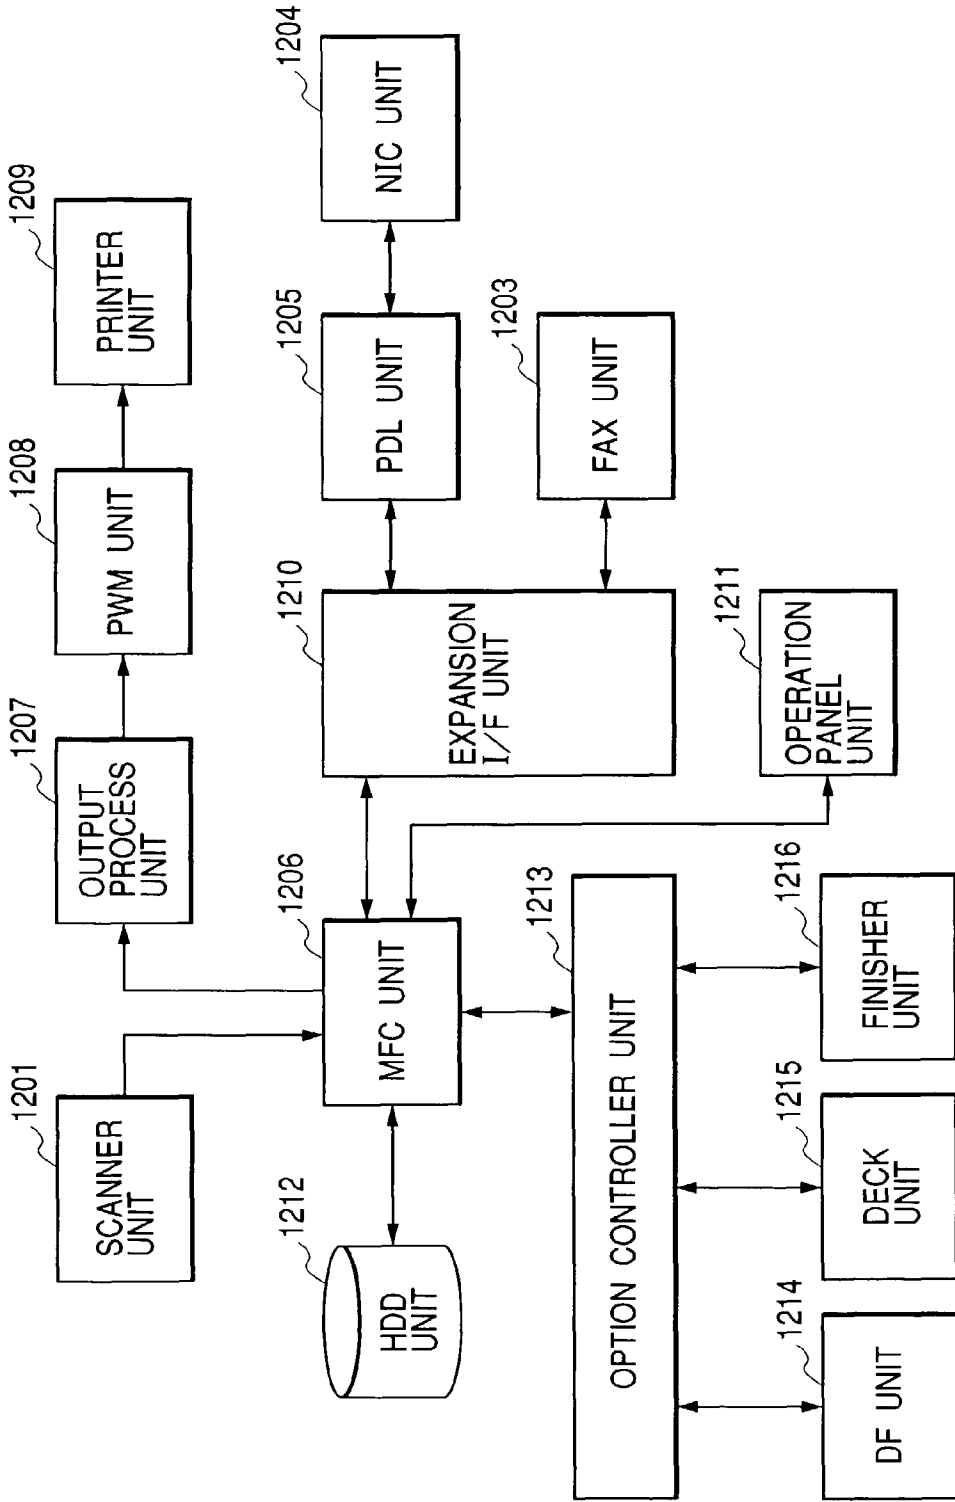 1201
SCANNER
UNIT
1207
OUTPUT
PROCESS
UNIT
1208
PWM UNIT
1209
PRINTER
UNIT
1212
HDD
UNIT
1206
MFC UNIT
1210
EXPANSION
I/F UNIT
1205
PDL UNIT
1204
NIC UNIT
1203
FAX UNIT
1213
OPTION CONTROLLER UNIT
1211
OPERATION
PANEL
UNIT
1214
DF UNIT
1215
DECK
UNIT
1216
FINISHER
UNIT